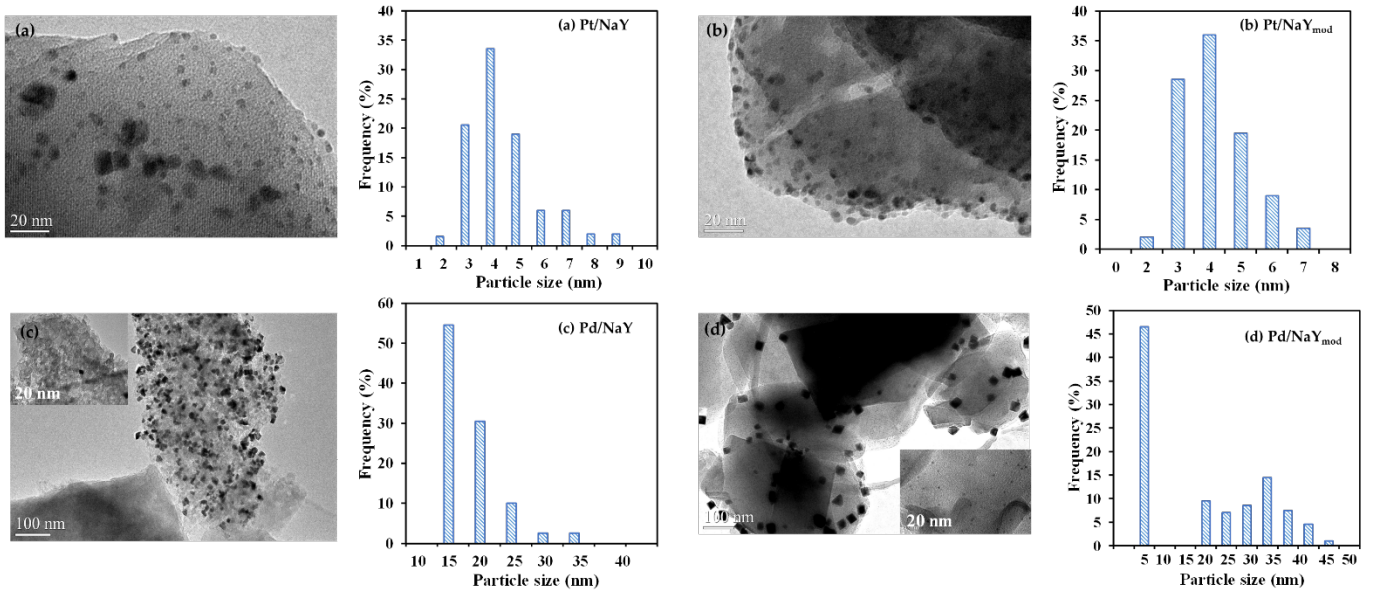 (a)
20 nm
(a) Pt/NaY
Frequency (%)
40
35
30
25
20
15
10
5
0
1 2 3 4 5 6 7 8 9 10
Particle size (nm)
(b)
20 nm
(b) Pt/NaYmod
Frequency (%)
40
35
30
25
20
15
10
5
0
0 2 3 4 5 6 7 8
Particle size (nm)
(c)
20 nm
100 nm
(c) Pd/NaY
Frequency (%)
60
50
40
30
20
10
0
10 15 20 25 30 35 40
Particle size (nm)
(d)
100 nm
20 nm
(d) Pd/NaYmod
Frequency (%)
50
45
40
35
30
25
20
15
10
5
0
5 10 15 20 25 30 35 40 45 50
Particle size (nm)